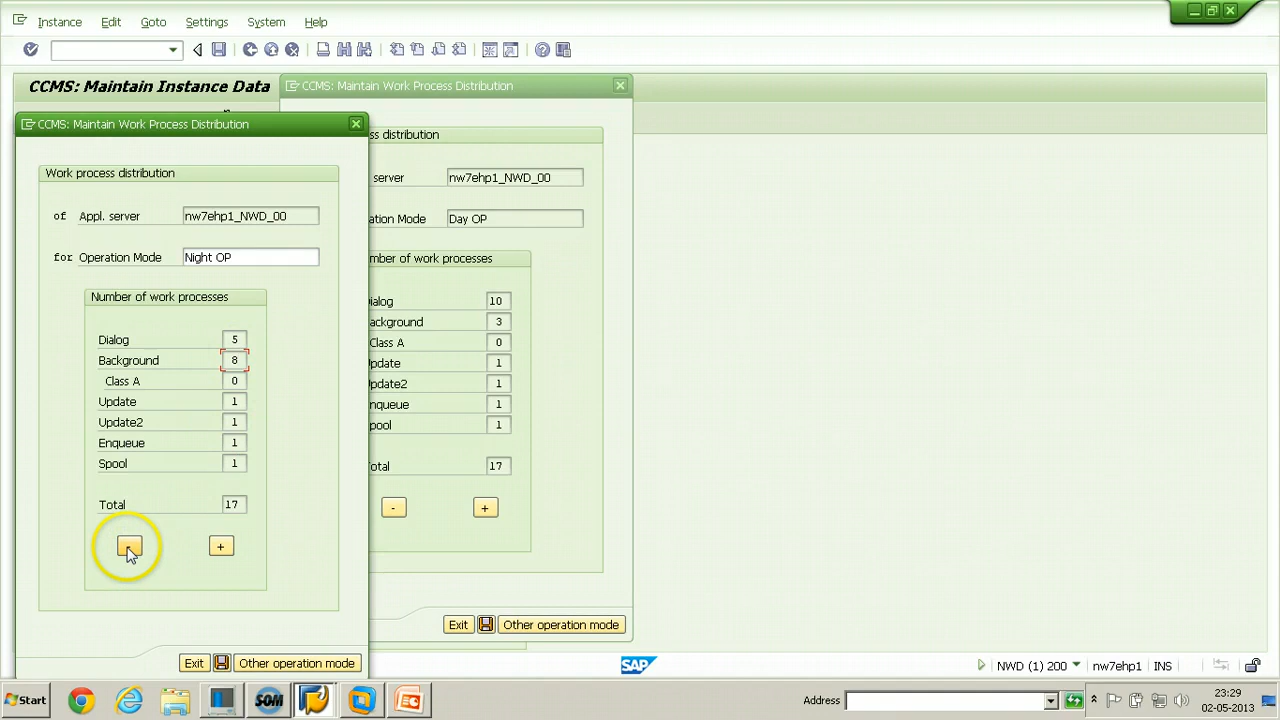 Instance Edit Goto Settings System Help
CCMS: Maintain Instance Data
CCMS: Maintain Work Process Distribution
ss distribution
server nw7ehp1_NWD_00
ation Mode Day OP
mber of work processes
ialog 10
ackground 3
Class A 0
pdate 1
pdate2 1
nqueue 1
pool 1
otal 17
- +
Exit Other operation mode
CCMS: Maintain Work Process Distribution
Work process distribution
of Appl. server nw7ehp1_NWD_00
for Operation Mode Night OP
Number of work processes
Dialog 5
Background 8
Class A 0
Update 1
Update2 1
Enqueue 1
Spool 1
Total 17
+
Exit Other operation mode
SAP NWD (1) 200 nw7ehp1 INS
Start SOM Address 23:29
02-05-2013